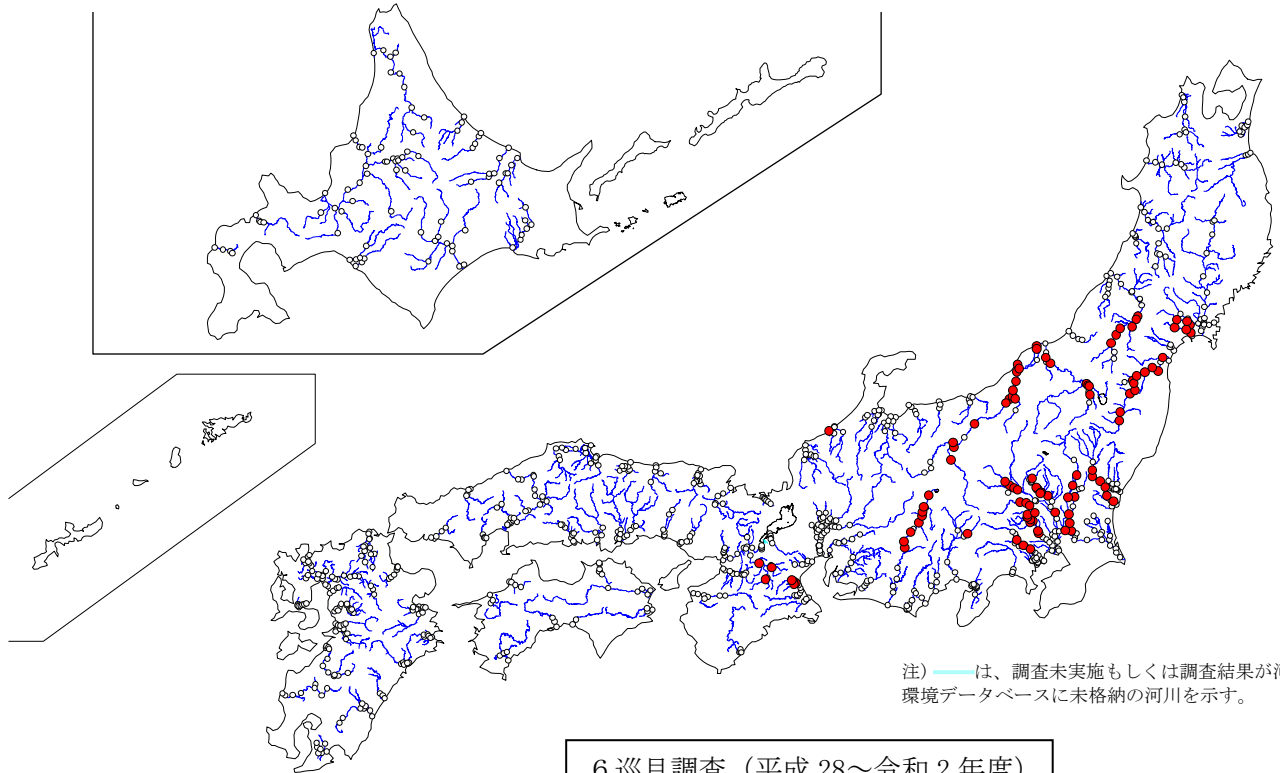 注)━━は、調査未実施もしくは調査結果が
環境データベースに未格納の河川を示す。
6 巡目調査（平成 28～令和 2 年度）